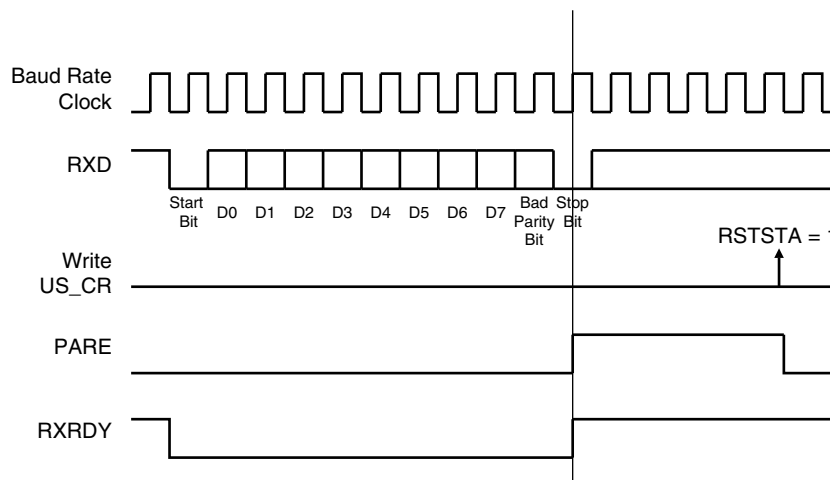 Baud Rate
Clock
RXD
Start
Bit
D0
D1
D2
D3
D4
D5
D6
D7
Bad
Parity
Bit
Stop
Bit
RSTSTA = 1
Write
US_CR
PARE
RXRDY